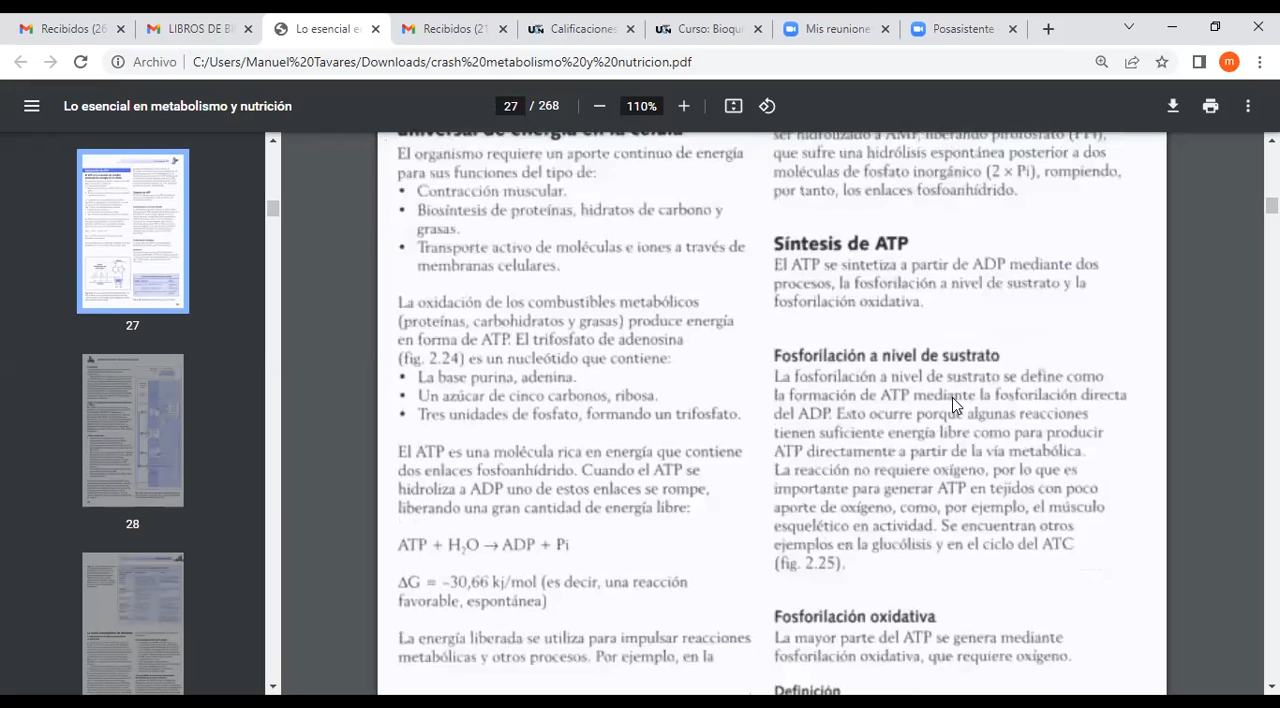 Recibidos (26
LIBROS DE BI
Lo esencial e
Recibidos (21
Calificaciones
Curso: Bioqu
Mis reunione
Posasistente -
Archivo
C:/Users/Manuel%20Tavares/Downloads/crash%20metabolismo%20y%20nutricion.pdf
m
Lo esencial en metabolismo y nutrición
27 / 268
110%
27
28
universal de energía en la célula
El organismo requiere un aporte continuo de energía
para sus funciones del tipo de:
• Contracción muscular.
• Biosíntesis de proteínas, hidratos de carbono y
grasas.
• Transporte activo de moléculas e iones a través de
membranas celulares.
La oxidación de los combustibles metabólicos
(proteínas, carbohidratos y grasas) produce energía
en forma de ATP. El trifosfato de adenosina
(fig. 2.24) es un nucleótido que contiene:
• La base purina, adenina.
• Un azúcar de cinco carbonos, ribosa.
• Tres unidades de fosfato, formando un trifosfato.
El ATP es una molécula rica en energía que contiene
dos enlaces fosfoanhídrido. Cuando el ATP se
hidroliza a ADP uno de estos enlaces se rompe,
liberando una gran cantidad de energía libre:
ATP + H₂O → ADP + Pi
ΔG = –30,66 kj/mol (es decir, una reacción
favorable, espontánea)
La energía liberada se utiliza para impulsar reacciones
metabólicas y otros procesos. Por ejemplo, en la
ser hidrolizado a AMP, liberando pirofosfato (PPi),
que sufre una hidrólisis espontánea posterior a dos
moléculas de fosfato inorgánico (2 × Pi), rompiendo,
por tanto, los enlaces fosfoanhídrido.
Síntesis de ATP
El ATP se sintetiza a partir de ADP mediante dos
procesos, la fosforilación a nivel de sustrato y la
fosforilación oxidativa.
Fosforilación a nivel de sustrato
La fosforilación a nivel de sustrato se define como
la formación de ATP mediante la fosforilación directa
del ADP. Esto ocurre porque algunas reacciones
tienen suficiente energía libre como para producir
ATP directamente a partir de la vía metabólica.
La reacción no requiere oxígeno, por lo que es
importante para generar ATP en tejidos con poco
aporte de oxígeno, como, por ejemplo, el músculo
esquelético en actividad. Se encuentran otros
ejemplos en la glucólisis y en el ciclo del ATC
(fig. 2.25).
Fosforilación oxidativa
La mayor parte del ATP se genera mediante
fosforilación oxidativa, que requiere oxígeno.
Definición